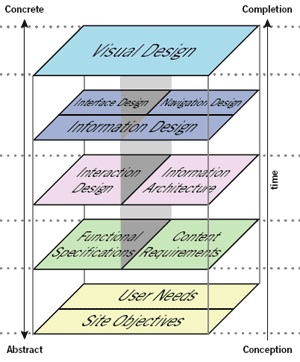 Concrete
Completion
Visual Design
Interface Design
Navigation Design
Information Design
Interaction
Design
Information
Architecture
time
Functional
Specifications
Content
Requirements
User Needs
Site Objectives
Abstract
Conception